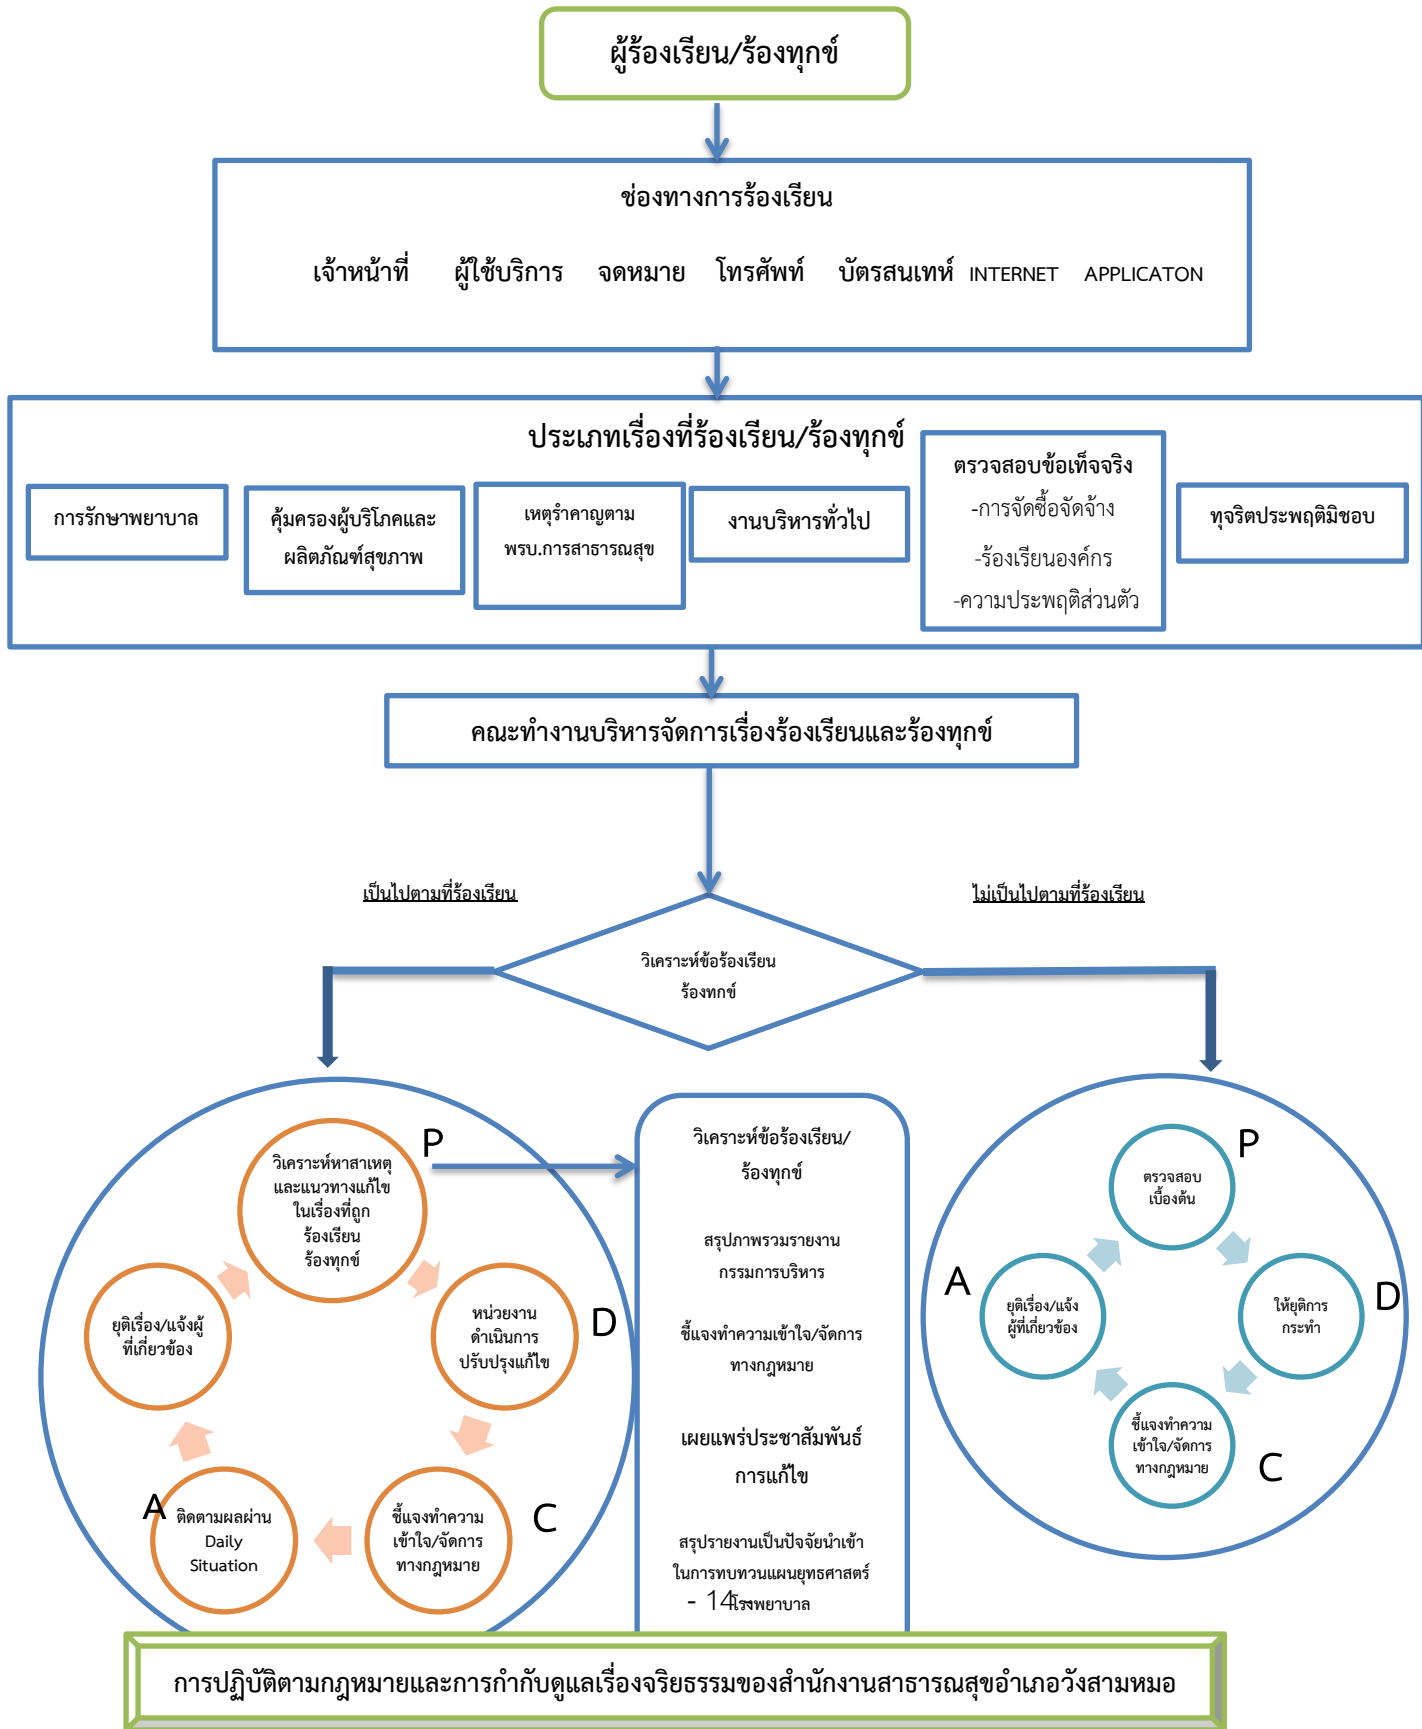 ผู้ร้องเรียน/ร้องทุกข์
ช่องทางการร้องเรียน
เจ้าหน้าที่ ผู้ใช้บริการ จดหมาย โทรศัพท์ บัตรสนเทห์ INTERNET APPLICATON
ประเภทเรื่องที่ร้องเรียน/ร้องทุกข์
การรักษาพยาบาล
คุ้มครองผู้บริโภคและ
ผลิตภัณฑ์สุขภาพ
เหตุรำคาญตาม
พรบ.การสาธารณสุข
งานบริหารทั่วไป
ตรวจสอบข้อเท็จจริง
-การจัดซื้อจัดจ้าง
-ร้องเรียนองค์กร
-ความประพฤติส่วนตัว
ทุจริตประพฤติมิชอบ
คณะทำงานบริหารจัดการเรื่องร้องเรียนและร้องทุกข์
เป็นไปตามที่ร้องเรียน
ไม่เป็นไปตามที่ร้องเรียน
วิเคราะห์ข้อร้องเรียน
ร้องทกข์
P
วิเคราะห์หาสาเหตุ
และแนวทางแก้ไข
ในเรื่องที่ถูก
ร้องเรียน
ร้องทุกข์
D
หน่วยงาน
ดำเนินการ
ปรับปรุงแก้ไข
C
ชี้แจงทำความ
เข้าใจ/จัดการ
ทางกฎหมาย
A
ติดตามผลผ่าน
Daily
Situation
ยุติเรื่อง/แจ้งผู้
ที่เกี่ยวข้อง
วิเคราะห์ข้อร้องเรียน/
ร้องทุกข์
สรุปภาพรวมรายงาน
กรรมการบริหาร
ชี้แจงทำความเข้าใจ/จัดการ
ทางกฎหมาย
เผยแพร่ประชาสัมพันธ์
การแก้ไข
สรุปรายงานเป็นปัจจัยนำเข้า
ในการทบทวนแผนยุทธศาสตร์
โรงพยาบาล
- 14 -
P
ตรวจสอบ
เบื้องต้น
D
ให้ยุติการ
กระทำ
C
ชี้แจงทำความ
เข้าใจ/จัดการ
ทางกฎหมาย
A
ยุติเรื่อง/แจ้ง
ผู้ที่เกี่ยวข้อง
การปฏิบัติตามกฎหมายและการกำกับดูแลเรื่องจริยธรรมของสำนักงานสาธารณสุขอำเภอวังสามหมอ